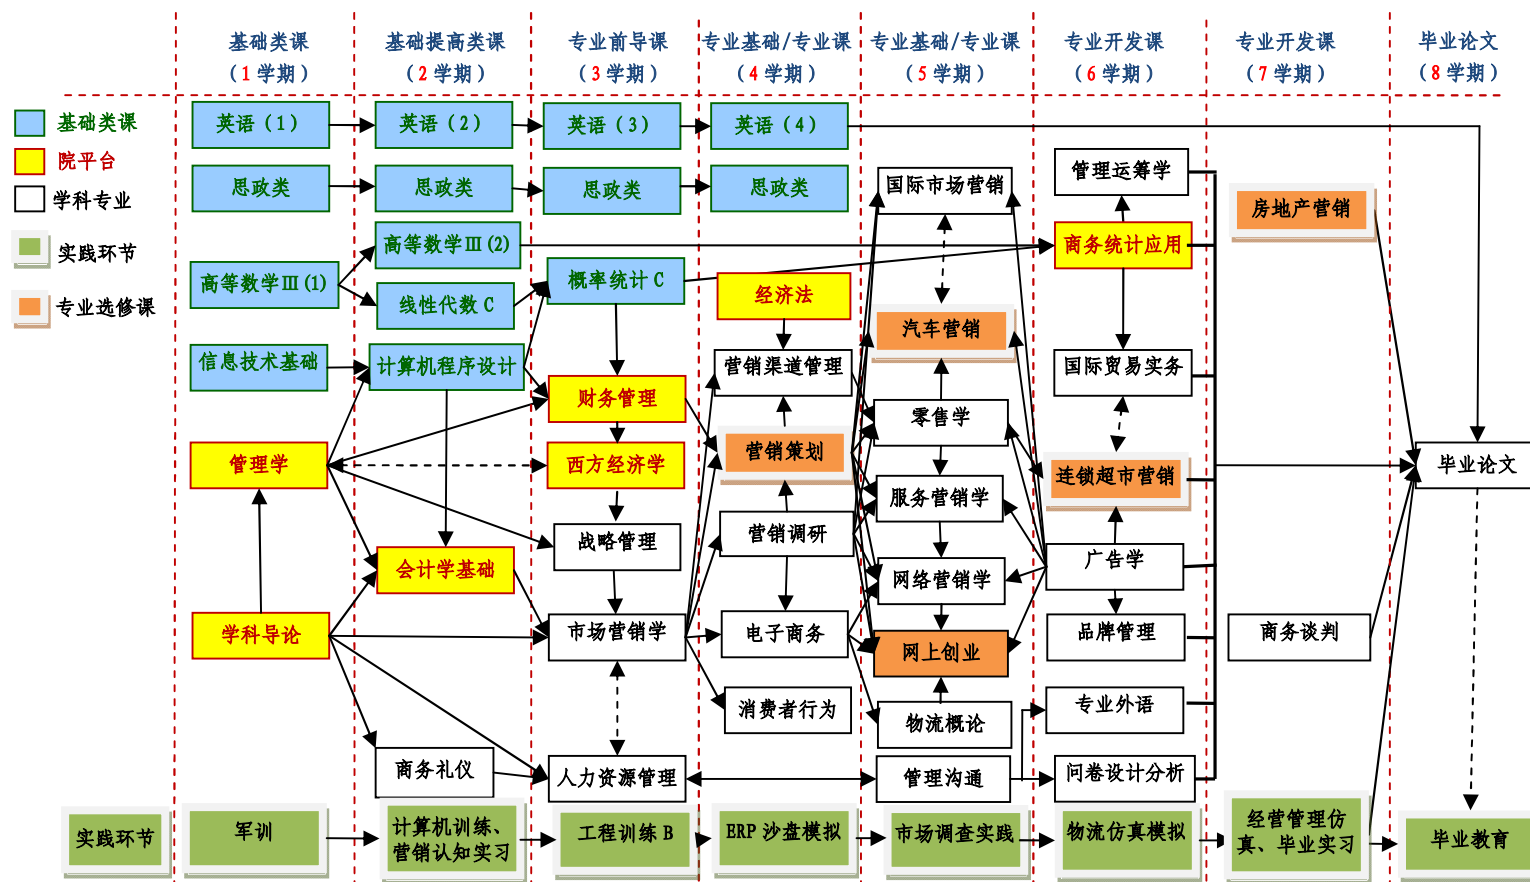 基础类课
(1 学期)
基础提高类课
(2 学期)
专业前导课
(3 学期)
专业基础/专业课
(4 学期)
专业基础/专业课
(5 学期)
专业开发课
(6 学期)
专业开发课
(7 学期)
毕业论文
(8 学期)
基础类课
院平台
学科专业
实践环节
专业选修课
英语(1)
思政类
高等数学Ⅲ(1)
信息技术基础
管理学
学科导论
英语(2)
思政类
高等数学Ⅲ(2)
线性代数 C
计算机程序设计
会计学基础
商务礼仪
英语(3)
思政类
概率统计 C
财务管理
西方经济学
战略管理
市场营销学
人力资源管理
英语(4)
思政类
经济法
营销渠道管理
营销策划
营销调研
电子商务
消费者行为
国际市场营销
汽车营销
零售学
服务营销学
网络营销学
网上创业
物流概论
管理沟通
管理运筹学
商务统计应用
国际贸易实务
连锁超市营销
广告学
品牌管理
专业外语
问卷设计分析
房地产营销
商务谈判
毕业论文
实践环节
军训
计算机训练、
营销认知实习
工程训练 B
ERP 沙盘模拟
市场调查实践
物流仿真模拟
经营管理仿
真、毕业实习
毕业教育